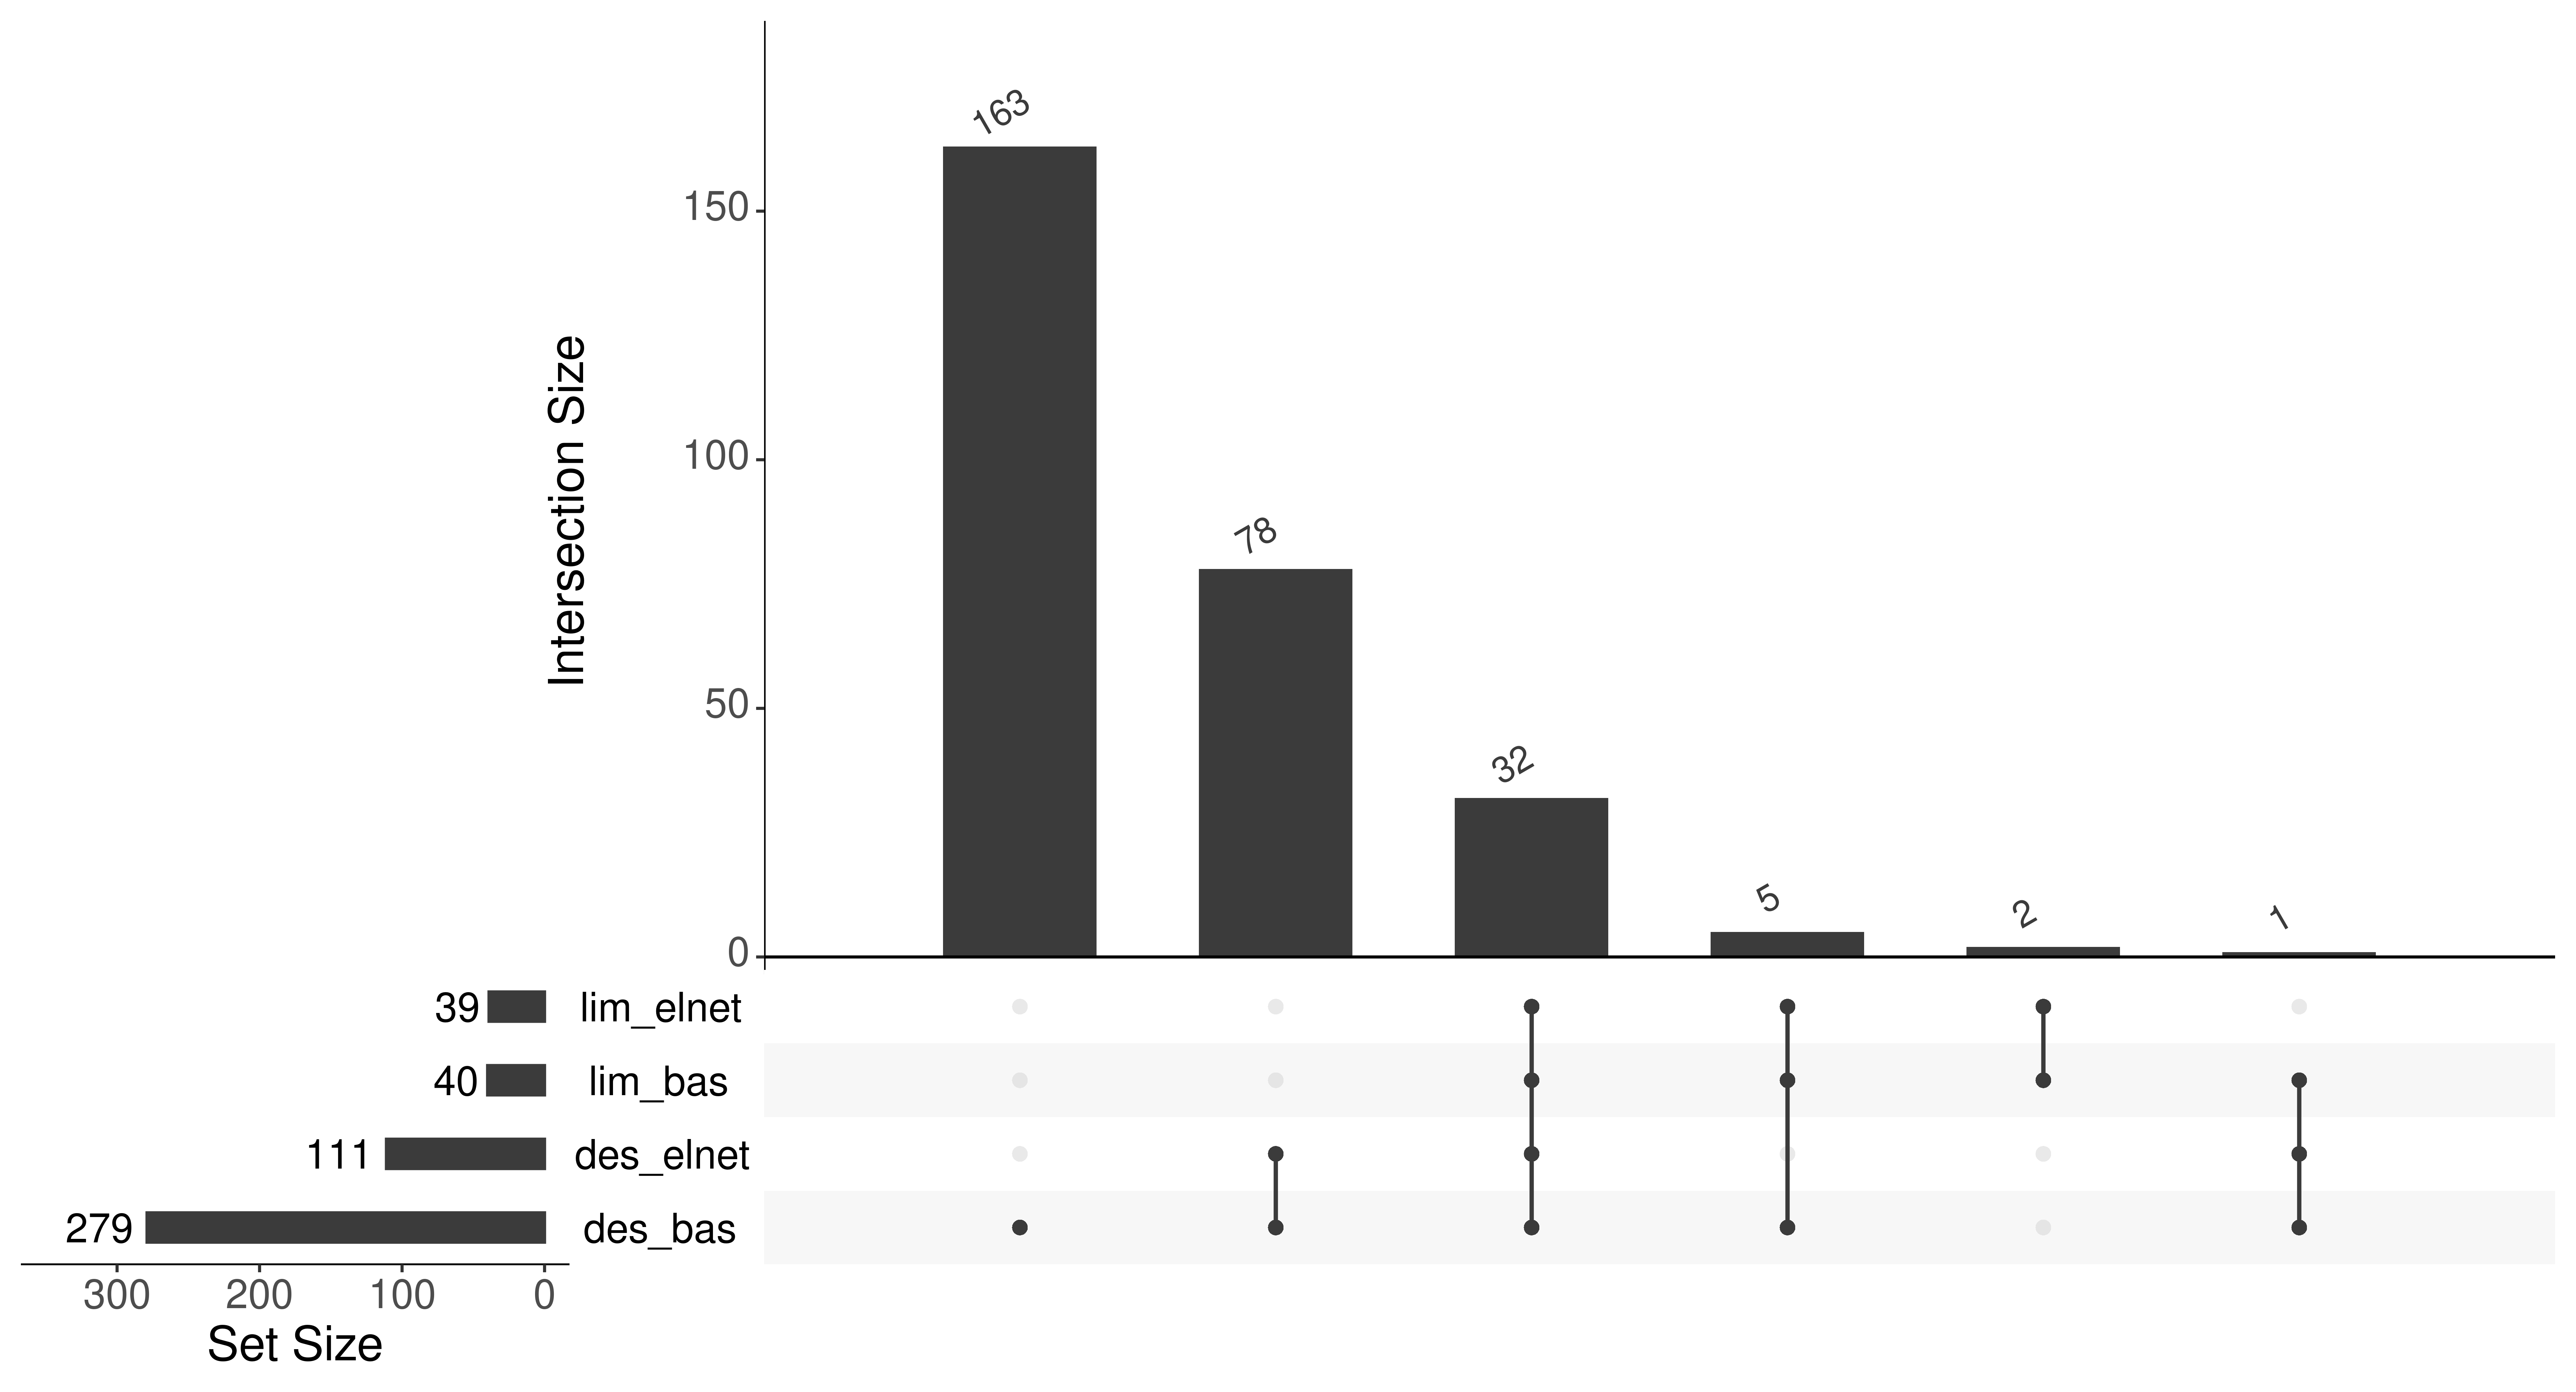 Intersection Size
150
100
50
0
163
78
32
5
2
1
39 lim_elnet
40 lim_bas
111 des_elnet
279 des_bas
300 200 100 0
Set Size